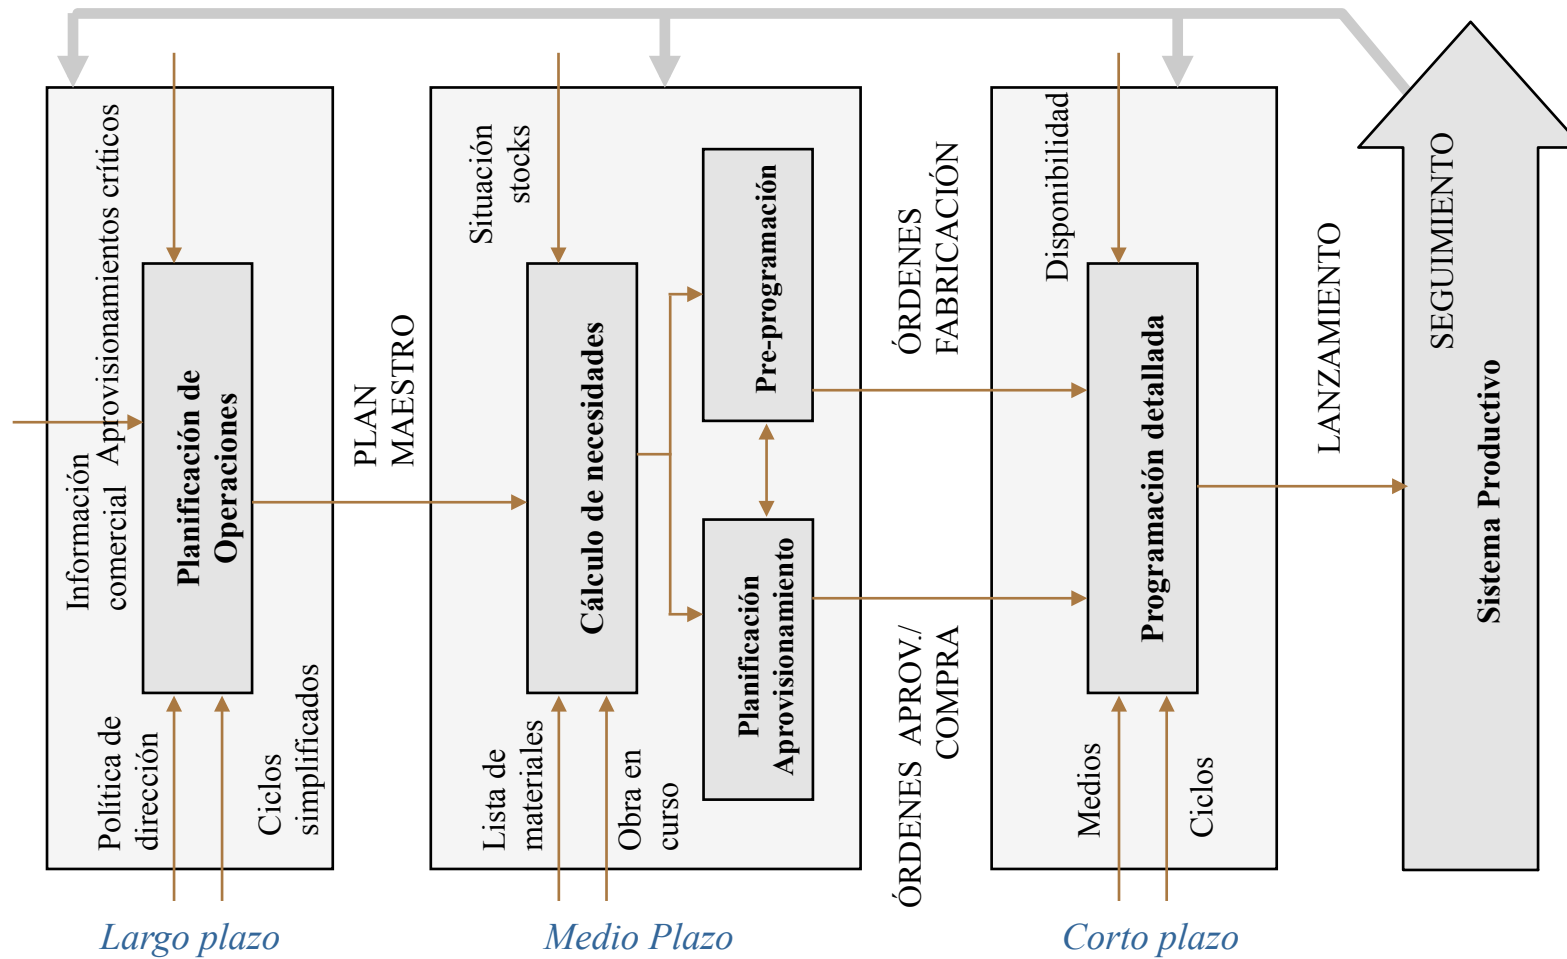 Aprovisionamientos críticos
Información
comercial
Planificación de
Operaciones
Política de
dirección
Ciclos
simplificados
PLAN
MAESTRO
Situación
stocks
Cálculo de necesidades
Lista de
materiales
Obra en
curso
Pre-programación
Planificación
Aprovisionamiento
ÓRDENES
FABRICACIÓN
ÓRDENES APROV./
COMPRA
Disponibilidad
Programación detallada
Medios
Ciclos
LANZAMIENTO
SEGUIMIENTO
Sistema Productivo
Largo plazo
Medio Plazo
Corto plazo